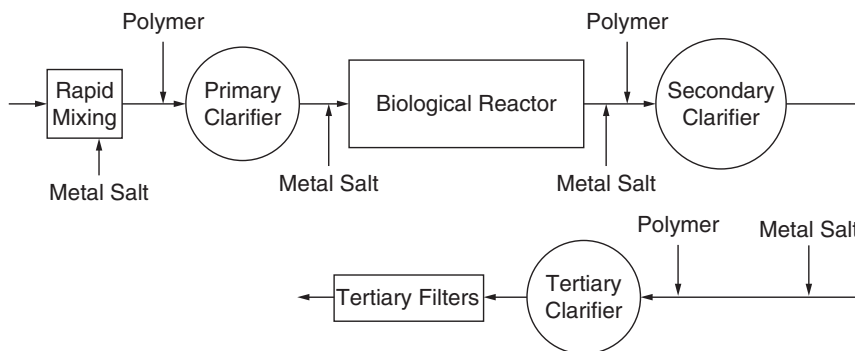 Polymer
Polymer
Rapid
Mixing
Primary
Clarifier
Biological Reactor
Secondary
Clarifier
Metal Salt
Metal Salt
Metal Salt
Polymer
Metal Salt
Tertiary Filters
Tertiary
Clarifier